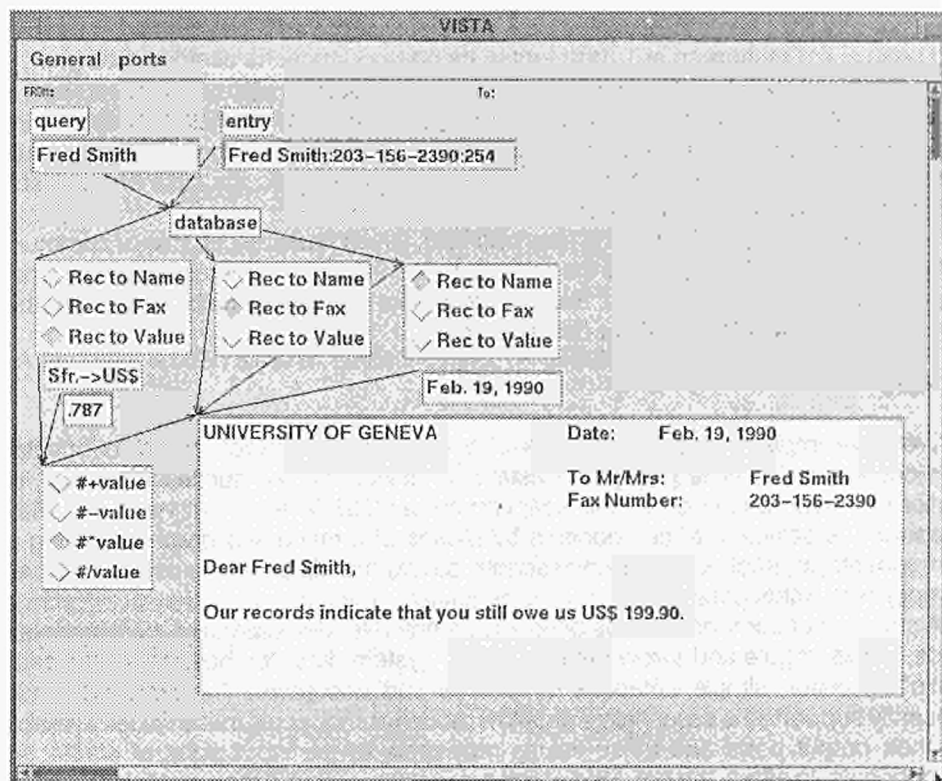 VISTA
General ports
FROM: To:
query entry
Fred Smith Fred Smith:203-156-2390:254
database
Rec to Name Rec to Name Rec to Name
Rec to Fax Rec to Fax Rec to Fax
Rec to Value Rec to Value Rec to Value
Sfr.->US$
Feb. 19, 1990
.787
UNIVERSITY OF GENEVA Date: Feb. 19, 1990
To Mr/Mrs: Fred Smith
#+value
Fax Number: 203-156-2390
#-value
#*value
#/value
Dear Fred Smith,
Our records indicate that you still owe us US$ 199.90.